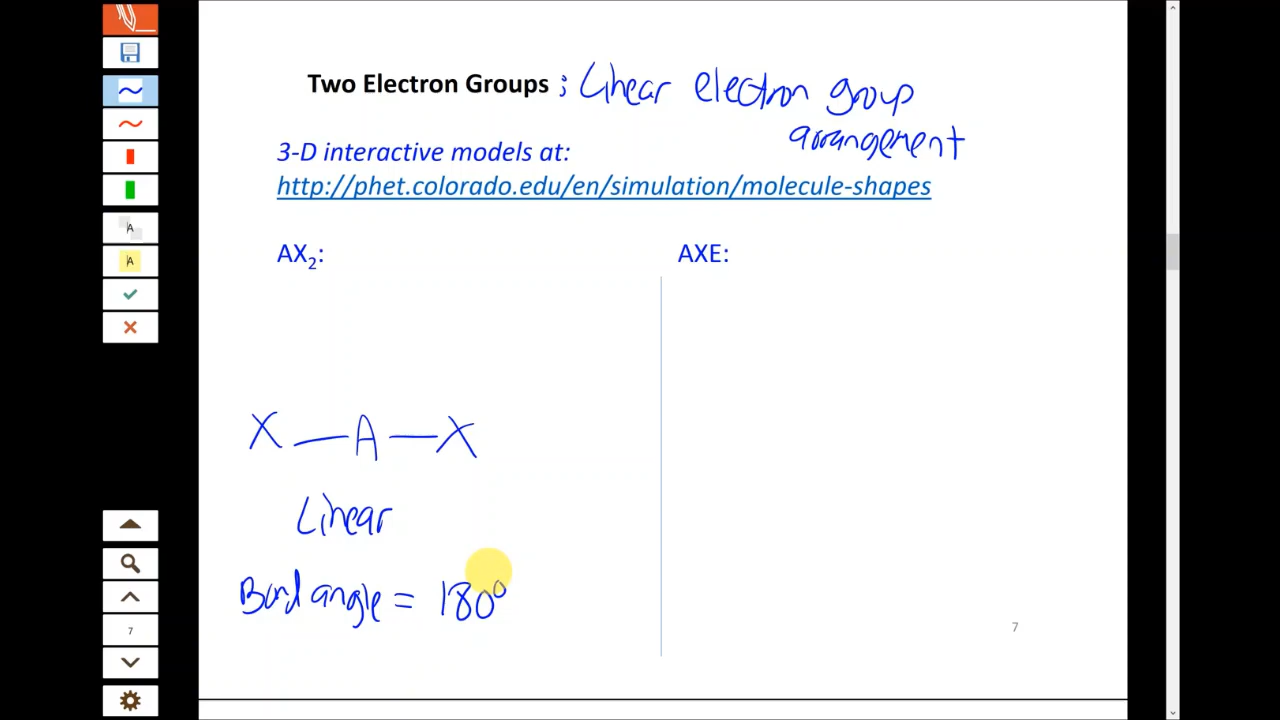 Two Electron Groups : Linear electron group
arrangement
3-D interactive models at:
http://phet.colorado.edu/en/simulation/molecule-shapes
AX₂:
AXE:
X — A — X
Linear
Bond angle = 180°
7
7
A
A